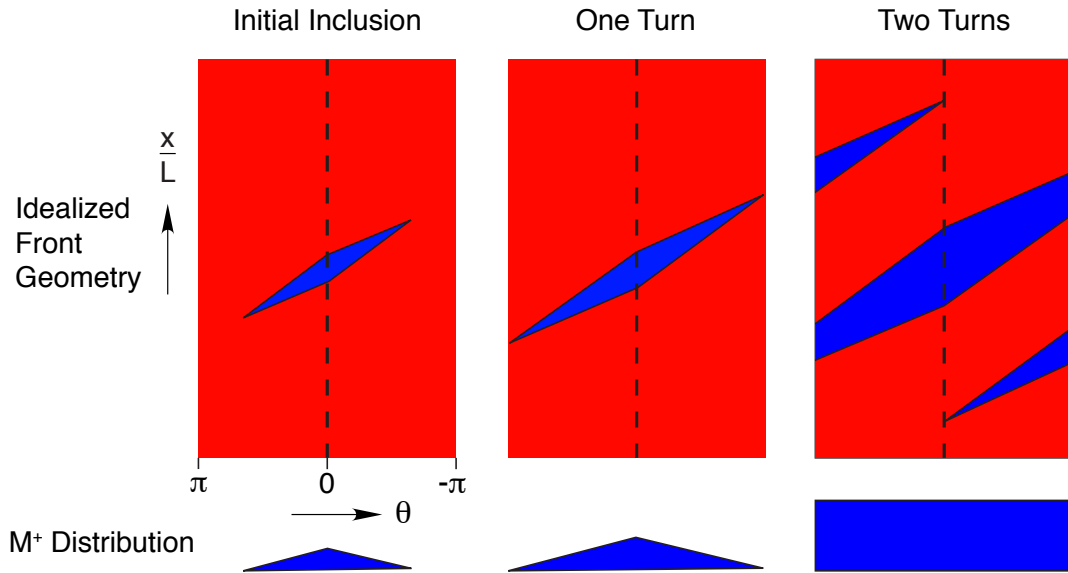 Initial Inclusion
One Turn
Two Turns
x
L
Idealized
Front
Geometry
π
0
-π
θ
M⁺ Distribution